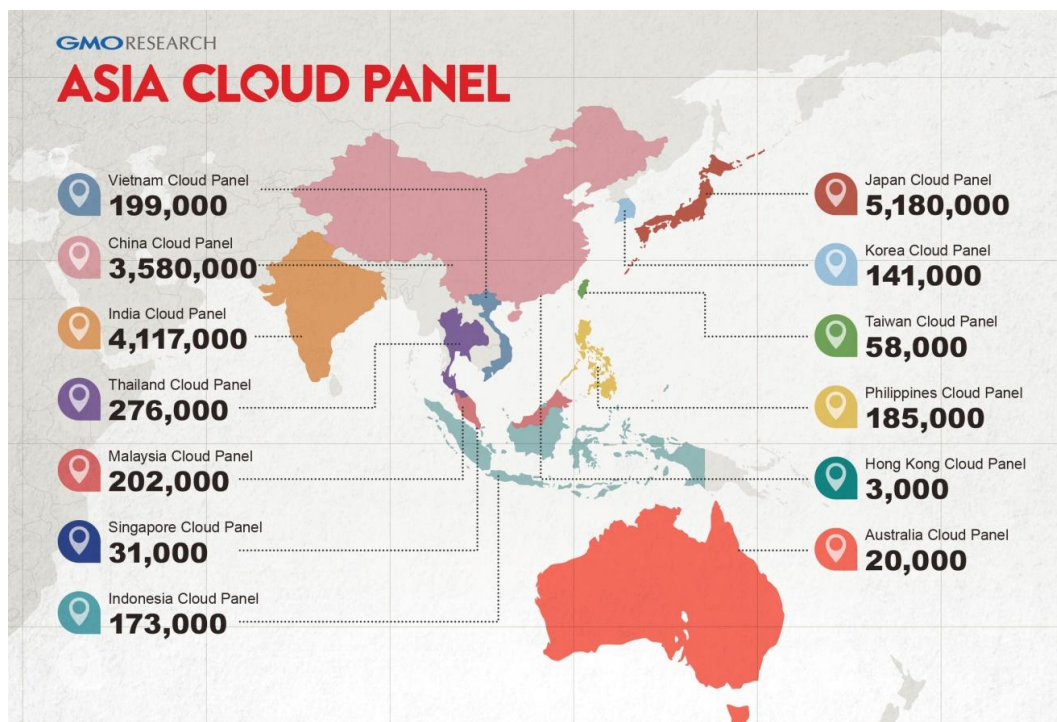 GMO RESEARCH
ASIA CLOUD PANEL
Vietnam Cloud Panel
199,000
China Cloud Panel
3,580,000
India Cloud Panel
4,117,000
Thailand Cloud Panel
276,000
Malaysia Cloud Panel
202,000
Singapore Cloud Panel
31,000
Indonesia Cloud Panel
173,000
Japan Cloud Panel
5,180,000
Korea Cloud Panel
141,000
Taiwan Cloud Panel
58,000
Philippines Cloud Panel
185,000
Hong Kong Cloud Panel
3,000
Australia Cloud Panel
20,000